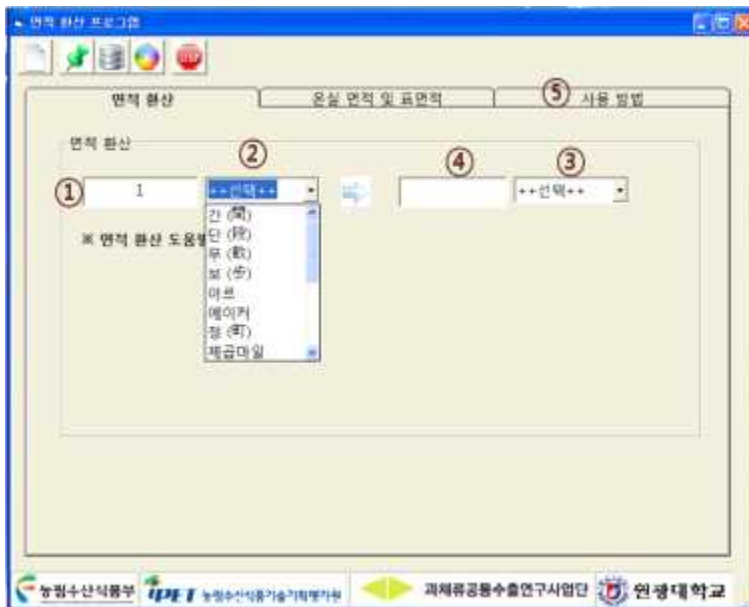 면적 환산 프로그램
STOP
면적 환산
온실 면적 및 표면적
⑤ 사용 방법
면적 환산
② ④ ③
① 1 ++선택++ ++선택++
간 (間)
※ 면적 환산 도움말
단 (段)
무 (畝)
보 (步)
아르
에이커
정 (町)
제곱마일
농림수산식품부
iPET 농림수산식품기술기획평가원
과채류공동수출연구사업단
원광대학교